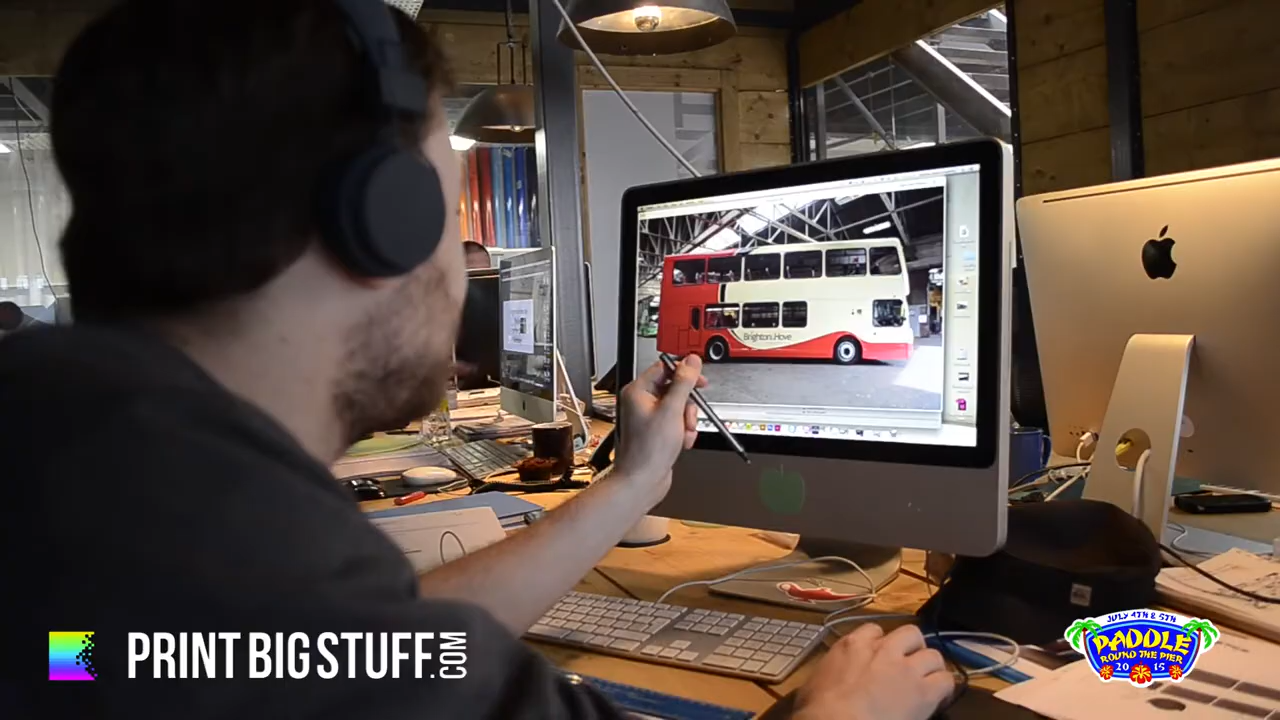 Brighton&Hove
PRINT BIG STUFF.COM
JULY 4TH & 5TH
PADDLE
ROUND THE PIER
2015